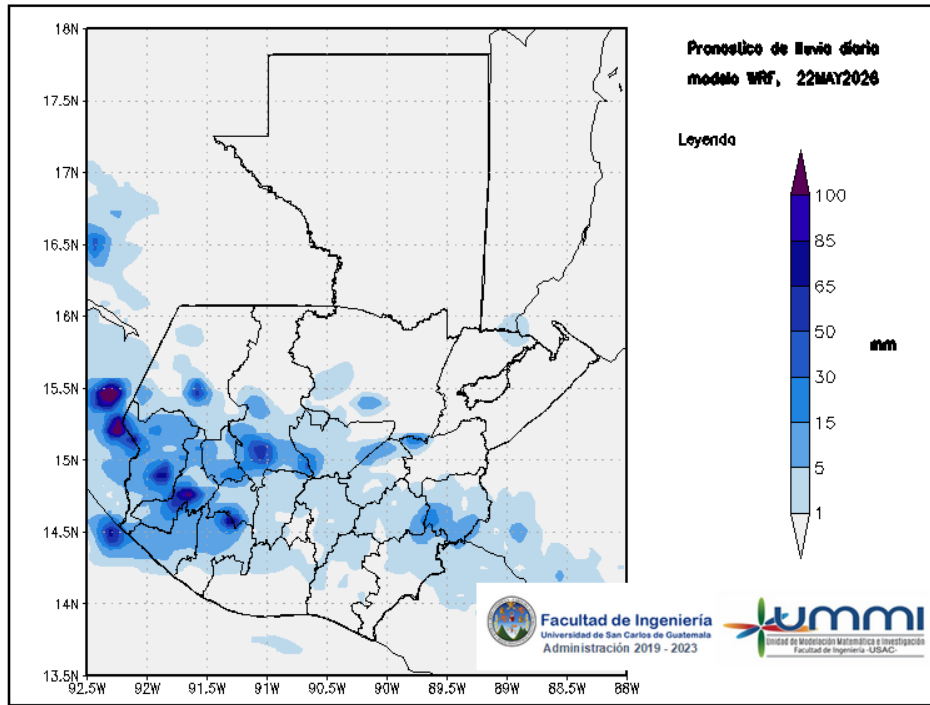 Pronostico de lluvia diaria
modelo WRF, 22MAY2026
Leyenda
100
85
65
50
30
15
5
1
mm
18N
17.5N
17N
16.5N
16N
15.5N
15N
14.5N
14N
13.5N
92.5W
92W
91.5W
91W
90.5W
90W
89.5W
89W
88.5W
88W
Facultad de Ingeniería
Universidad de San Carlos de Guatemala
Administración 2019 - 2023
ummi
Unidad de Modelación Matemática e Investigación
Facultad de Ingeniería -USAC-